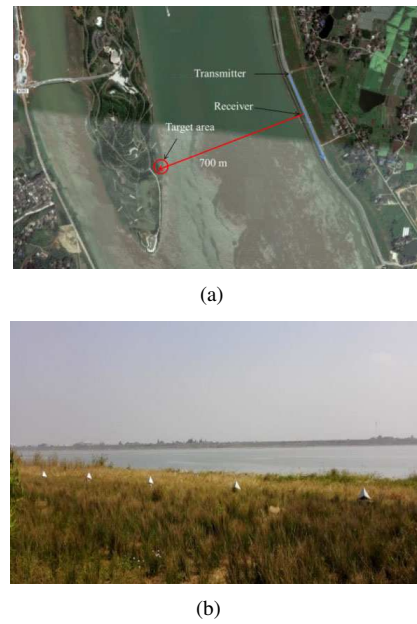 Transmitter
Receiver
Target area
700 m
(a)
(b)